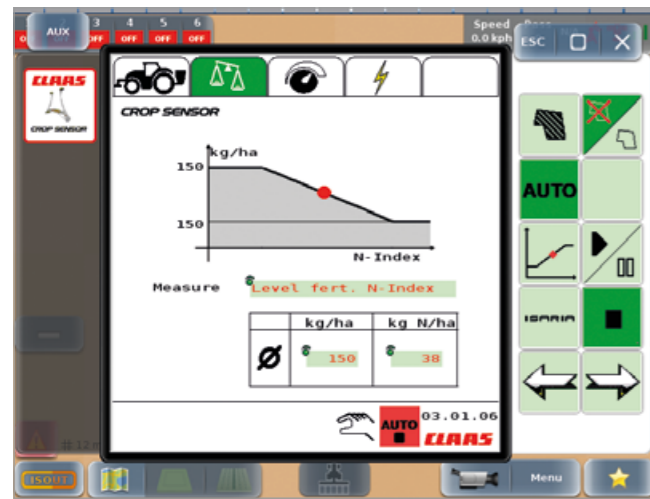 AUX
3 4 5 6
OFF OFF OFF OFF
Speed
0.0 kph
ESC
CLAAS
CROP SENSOR
CROP SENSOR
kg/ha
150
150
N-Index
AUTO
Measure
Level fert. N-Index
kg/ha kg N/ha
Ø 150 38
ISARIA
AUTO
03.01.06
CLAAS
# 12
ISOUT
Menu